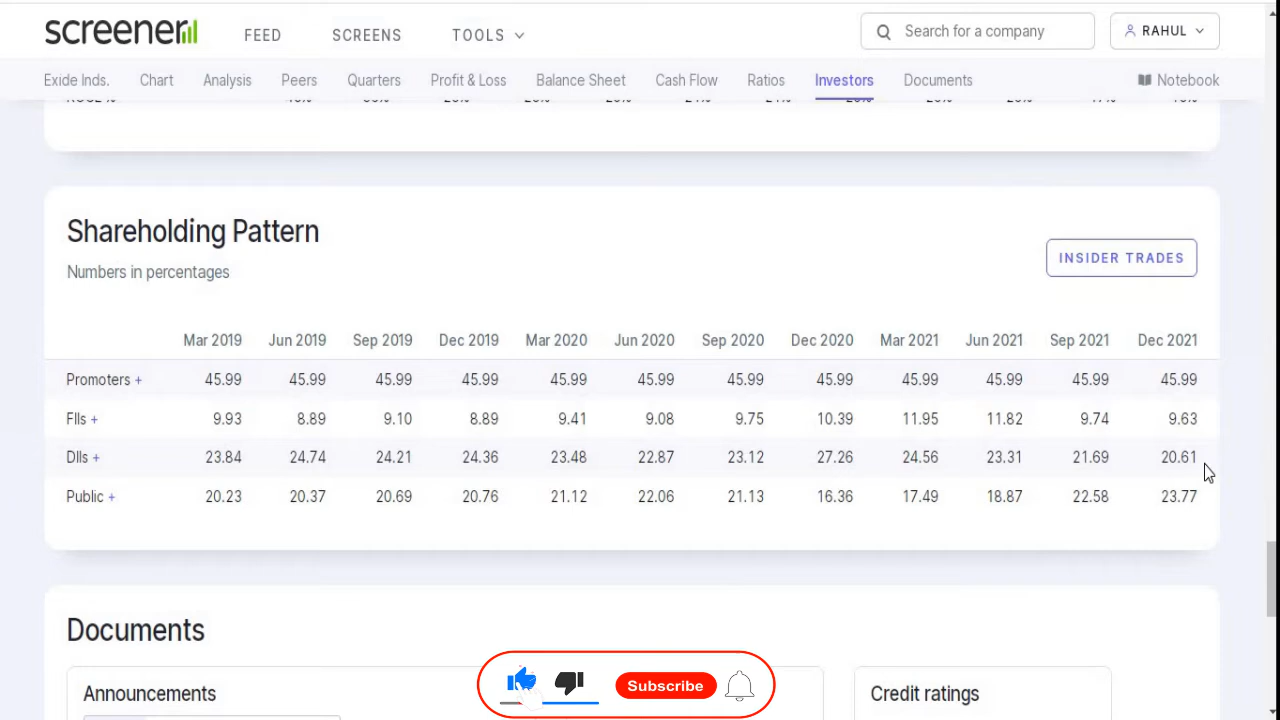 screener
FEED SCREENS TOOLS
Search for a company
RAHUL
Exide Inds. Chart Analysis Peers Quarters Profit & Loss Balance Sheet Cash Flow Ratios Investors Documents Notebook
Shareholding Pattern
Numbers in percentages
INSIDER TRADES
Mar 2019 Jun 2019 Sep 2019 Dec 2019 Mar 2020 Jun 2020 Sep 2020 Dec 2020 Mar 2021 Jun 2021 Sep 2021 Dec 2021
Promoters + 45.99 45.99 45.99 45.99 45.99 45.99 45.99 45.99 45.99 45.99 45.99 45.99
FIIs + 9.93 8.89 9.10 8.89 9.41 9.08 9.75 10.39 11.95 11.82 9.74 9.63
DIIs + 23.84 24.74 24.21 24.36 23.48 22.87 23.12 27.26 24.56 23.31 21.69 20.61
Public + 20.23 20.37 20.69 20.76 21.12 22.06 21.13 16.36 17.49 18.87 22.58 23.77
Documents
Announcements
Credit ratings
Subscribe